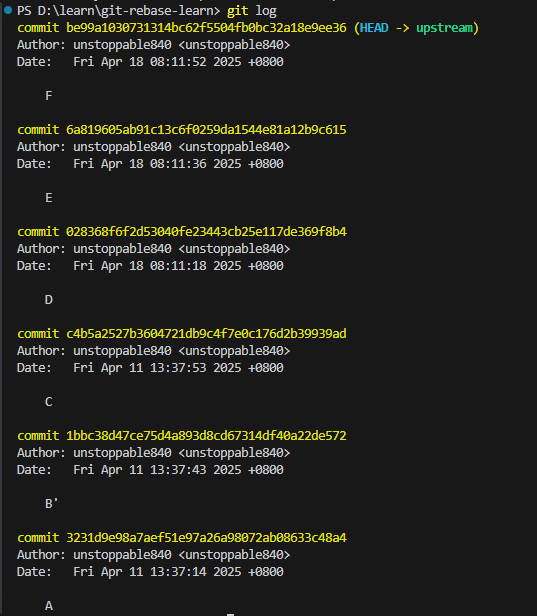 PS D:\learn\git-rebase-learn> git log
commit be99a1030731314bc62f5504fb0bc32a18e9ee36 (HEAD -> upstream)
Author: unstoppable840 <unstoppable840>
Date:   Fri Apr 18 08:11:52 2025 +0800
F
commit 6a819605ab91c13c6f0259da1544e81a12b9c615
Author: unstoppable840 <unstoppable840>
Date:   Fri Apr 18 08:11:36 2025 +0800
E
commit 028368f6f2d53040fe23443cb25e117de369f8b4
Author: unstoppable840 <unstoppable840>
Date:   Fri Apr 18 08:11:18 2025 +0800
D
commit c4b5a2527b3604721db9c4f7e0c176d2b39939ad
Author: unstoppable840 <unstoppable840>
Date:   Fri Apr 11 13:37:53 2025 +0800
C
commit 1bbc38d47ce75d4a893d8cd67314df40a22de572
Author: unstoppable840 <unstoppable840>
Date:   Fri Apr 11 13:37:43 2025 +0800
B'
commit 3231d9e98a7aef51e97a26a98072ab08633c48a4
Author: unstoppable840 <unstoppable840>
Date:   Fri Apr 11 13:37:14 2025 +0800
A